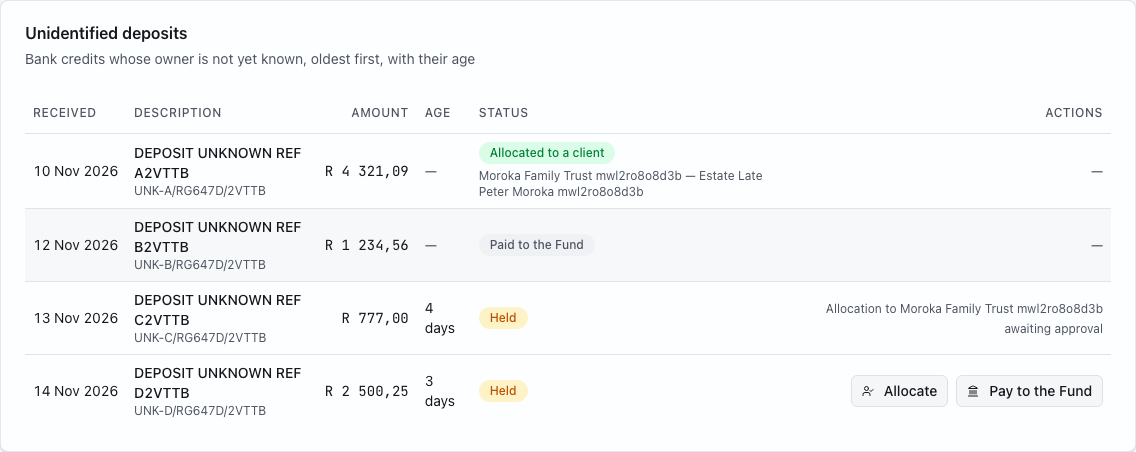 Unidentified deposits
Bank credits whose owner is not yet known, oldest first, with their age
RECEIVED DESCRIPTION AMOUNT AGE STATUS ACTIONS
10 Nov 2026 DEPOSIT UNKNOWN REF A2VTTB R 4 321,09 — Allocated to a client —
UNK-A/RG647D/2VTTB
Moroka Family Trust mwl2ro8o8d3b — Estate Late
Peter Moroka mwl2ro8o8d3b
12 Nov 2026 DEPOSIT UNKNOWN REF B2VTTB R 1 234,56 — Paid to the Fund —
UNK-B/RG647D/2VTTB
13 Nov 2026 DEPOSIT UNKNOWN REF C2VTTB R 777,00 4 days Held
UNK-C/RG647D/2VTTB
Allocation to Moroka Family Trust mwl2ro8o8d3b
awaiting approval
14 Nov 2026 DEPOSIT UNKNOWN REF D2VTTB R 2 500,25 3 days Held Allocate Pay to the Fund
UNK-D/RG647D/2VTTB